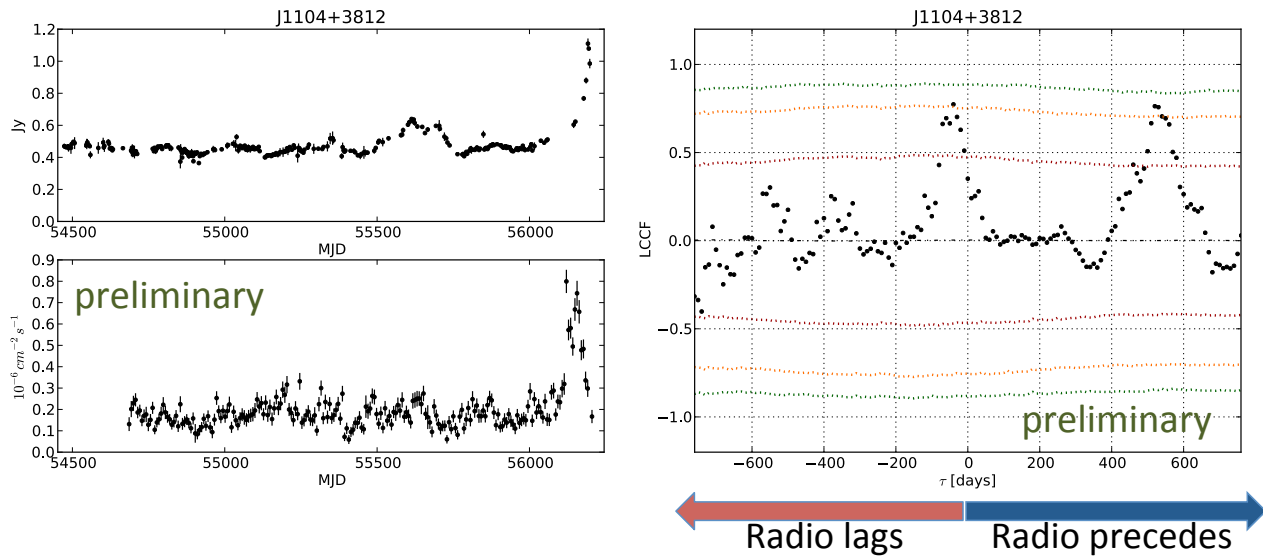 J1104+3812
1.2
1.0
0.8
0.6
0.4
0.2
0.0
Jy
54500 55000 55500 56000
MJD
0.9
0.8
0.7
0.6
0.5
0.4
0.3
0.2
0.1
0.0
10⁻⁶ cm⁻² s⁻¹
preliminary
54500 55000 55500 56000
MJD
J1104+3812
1.0
0.5
0.0
−0.5
−1.0
LCCF
preliminary
−600 −400 −200 0 200 400 600
τ [days]
Radio lags Radio precedes